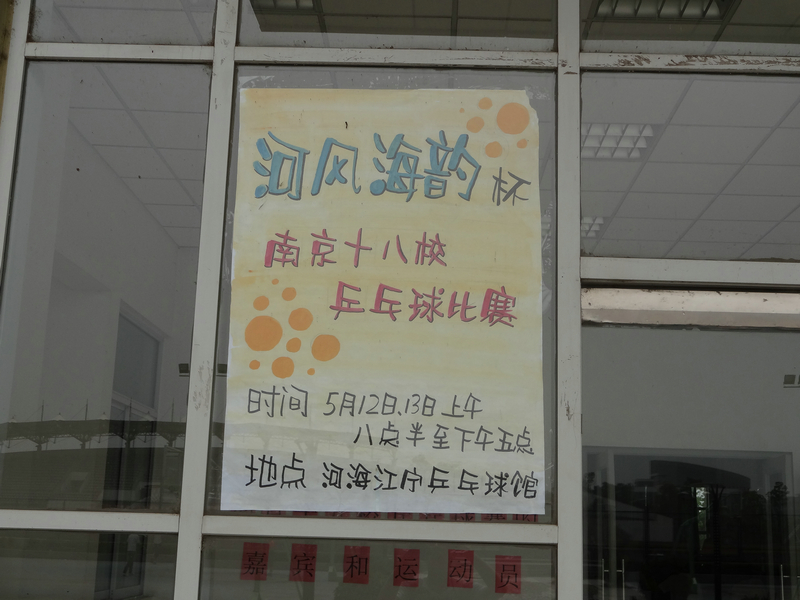 河风海韵杯
南京十八校
乒乓球比赛
时间 5月12日、13日上午
八点半至下午五点
地点 河海江宁乒乓球馆
嘉宾和运动员